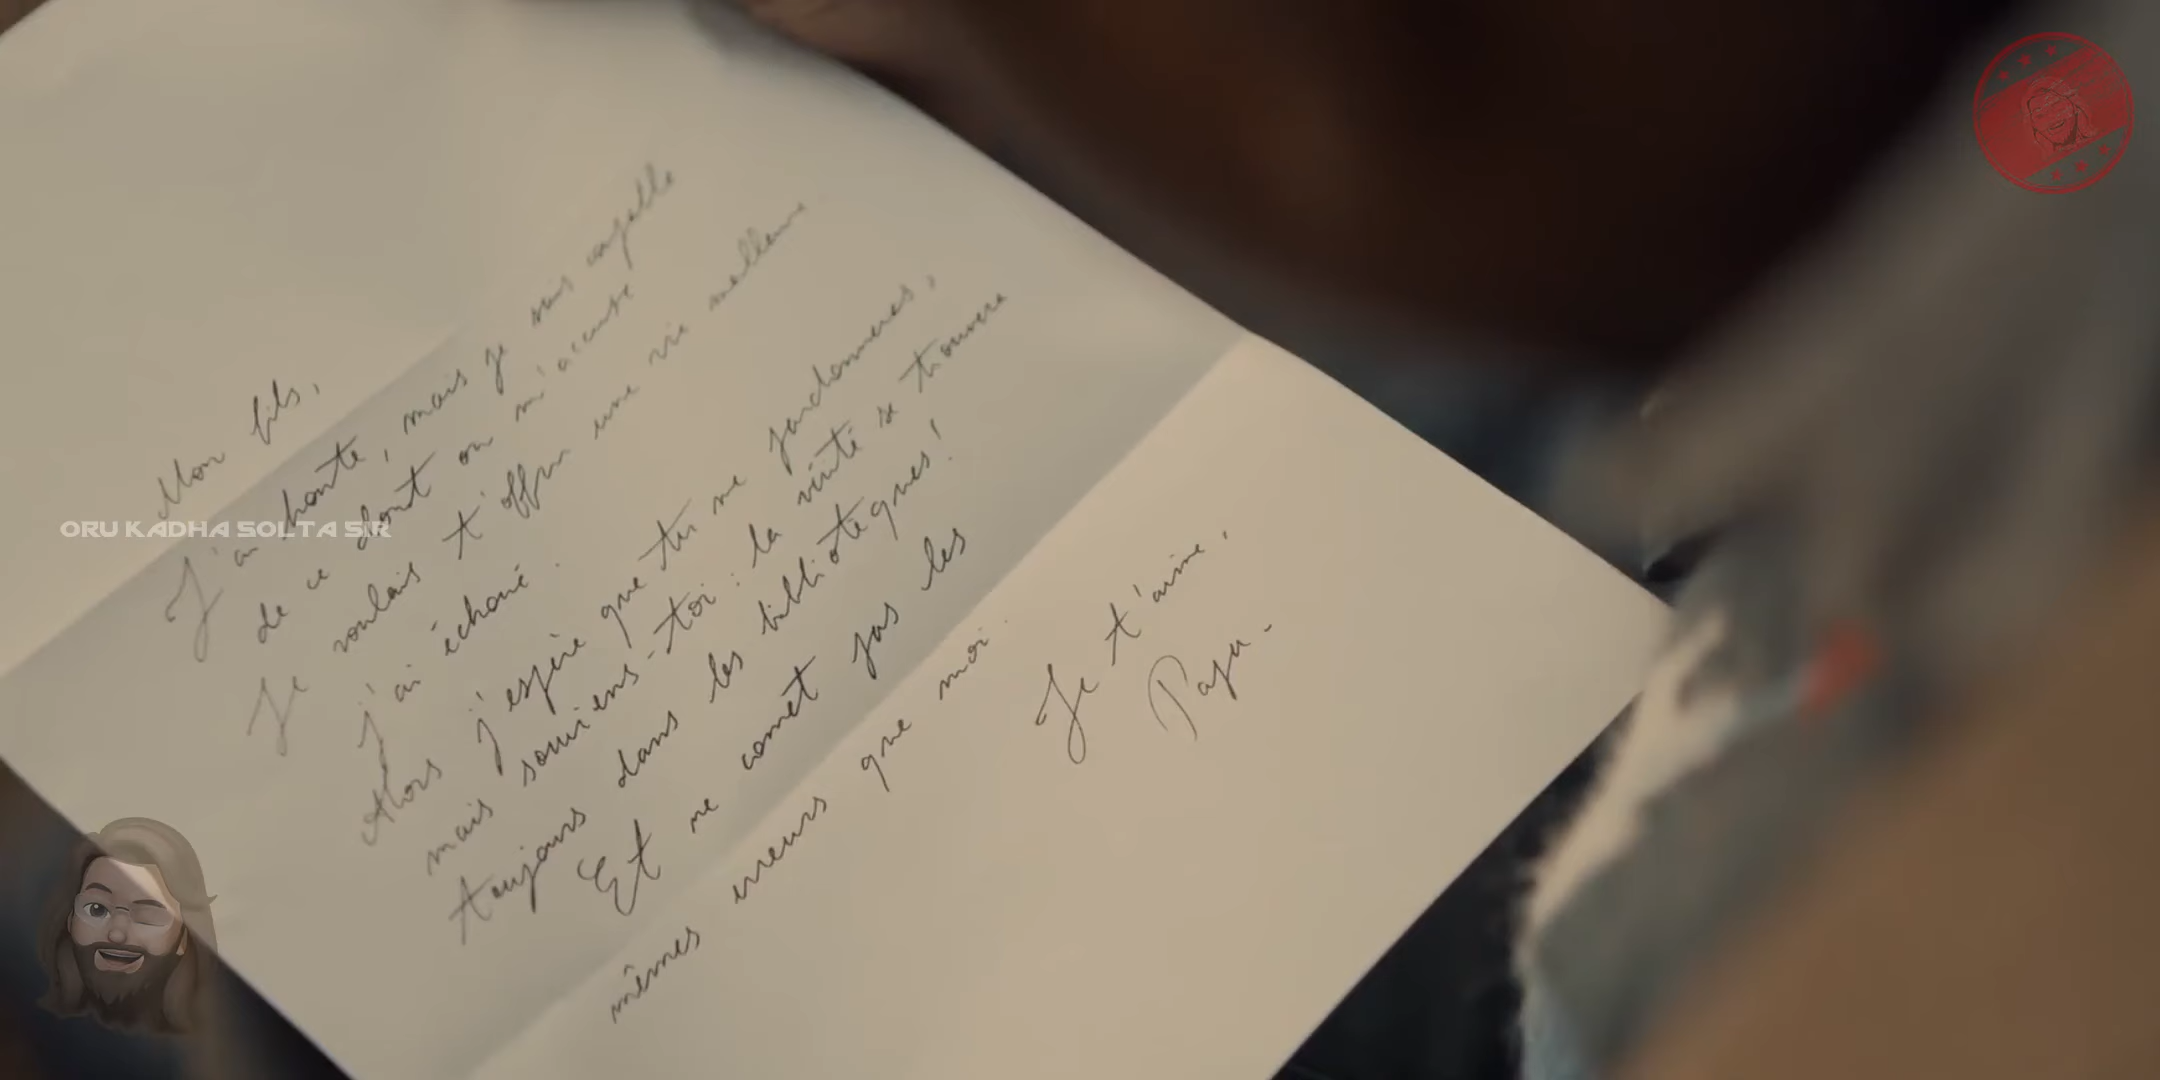 Mon fils,
J'ai honte, mais je suis coupable
de ce dont on m'accuse
Je voulais t'offrir une vie meilleure
j'ai échoué.
Alors j'espère que tu me pardonneras,
mais souviens-toi : la vérité se trouvera
toujours dans les bibliotèques !
Et ne comet pas les
mêmes erreurs que moi.
Je t'aime,
Papa.
ORU KADHA SOLTA SIR